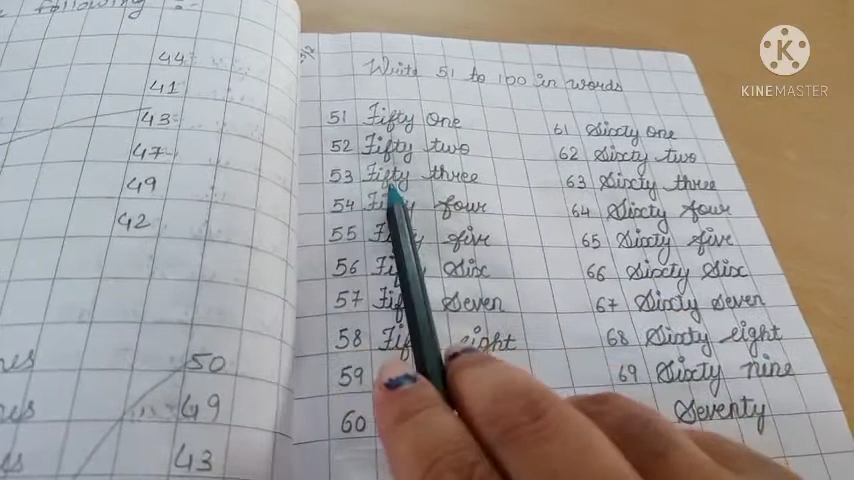 following :-
44
41
43
47
49
42
50
49
43
Write 51 to 100 in words
51 Fifty One
52 Fifty two
53 Fifty three
54 Fifty four
55 five
56 Six
57 Seven
58 eight
59
60
61 Sixty One
62 Sixty two
63 Sixty three
64 Sixty four
65 Sixty five
66 Sixty Six
67 Sixty Seven
68 Sixty eight
69 Sixty nine
Seventy
K
KINEMASTER